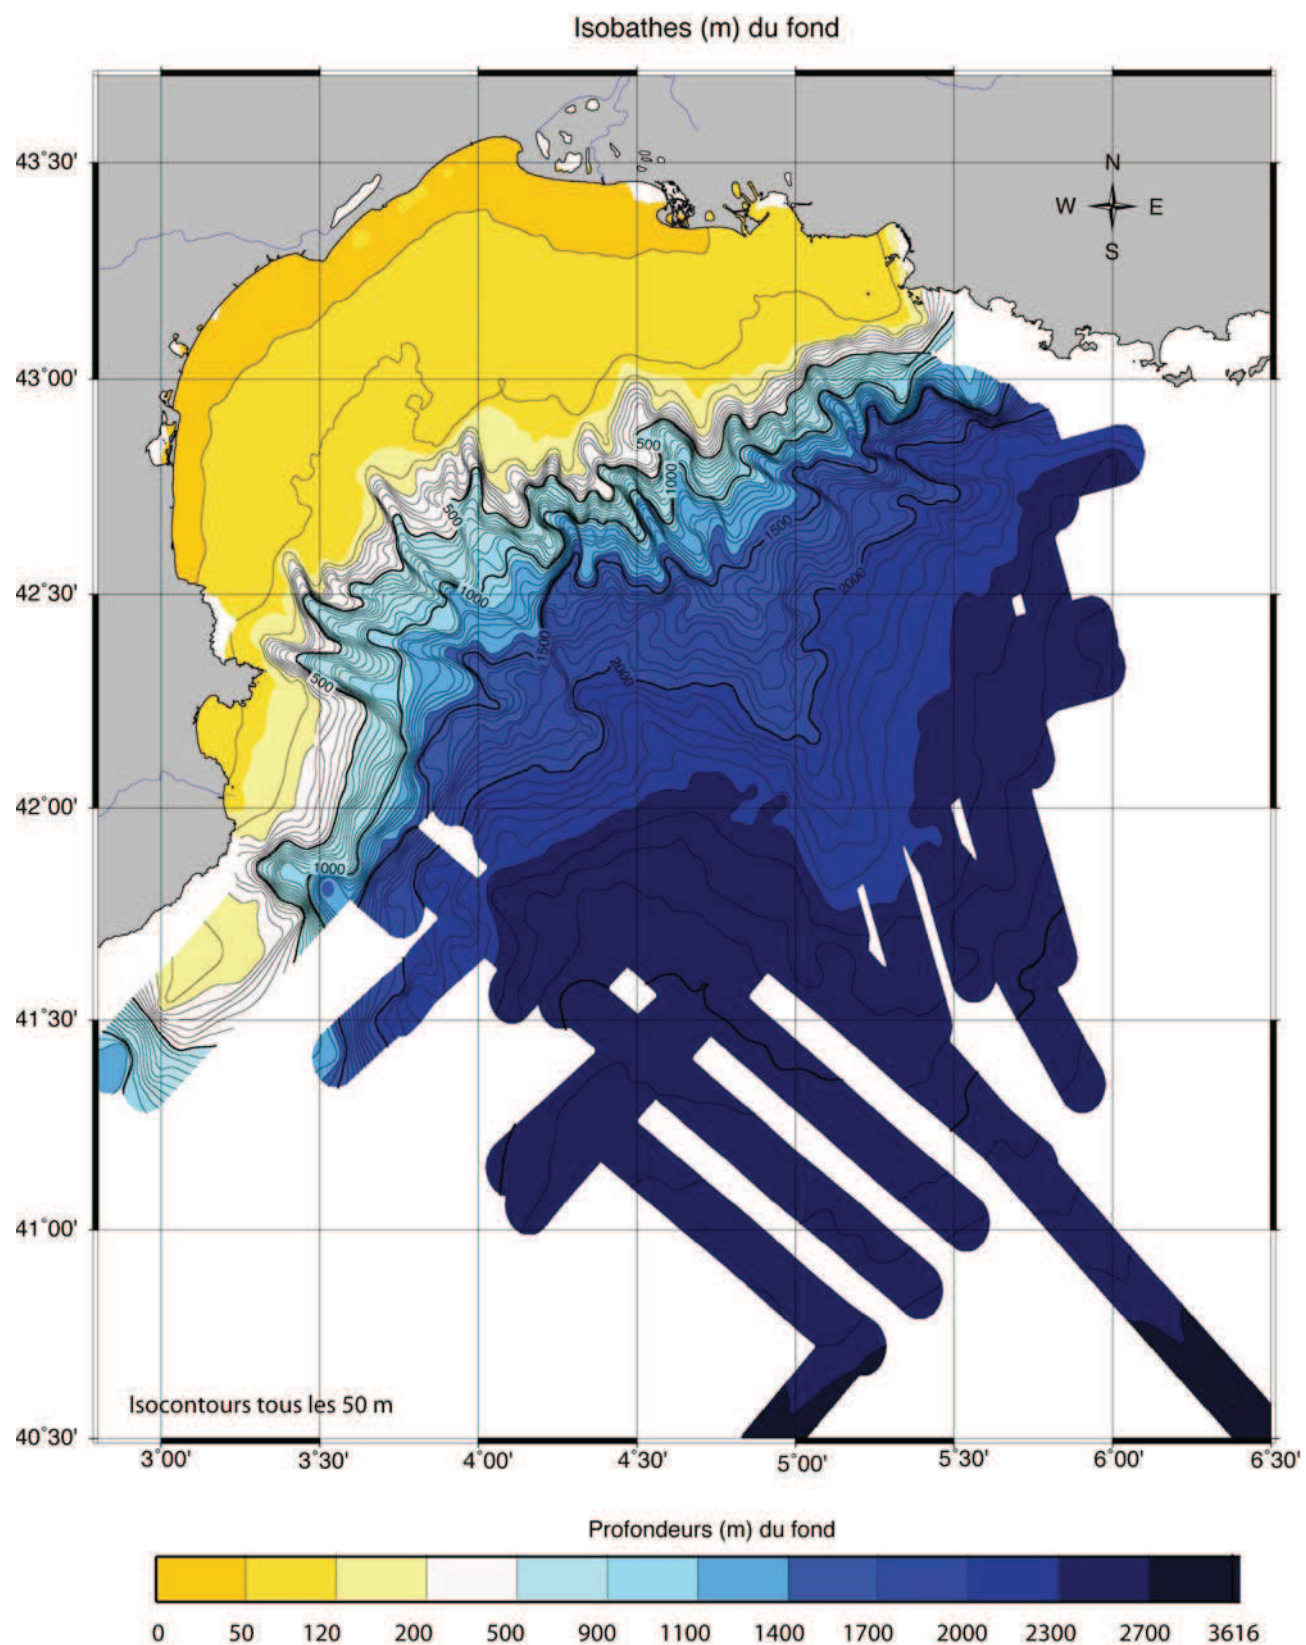 Isobathes (m) du fond
43˚30'
N
W E
S
43˚00'
500
1000
500
1500
42˚30'
1000
2000
1500
2000
500
42˚00'
1000
41˚30'
41˚00'
Isocontours tous les 50 m
40˚30'
3˚00' 3˚30' 4˚00' 4˚30' 5˚00' 5˚30' 6˚00' 6˚30'
Profondeurs (m) du fond
0 50 120 200 500 900 1100 1400 1700 2000 2300 2700 3616